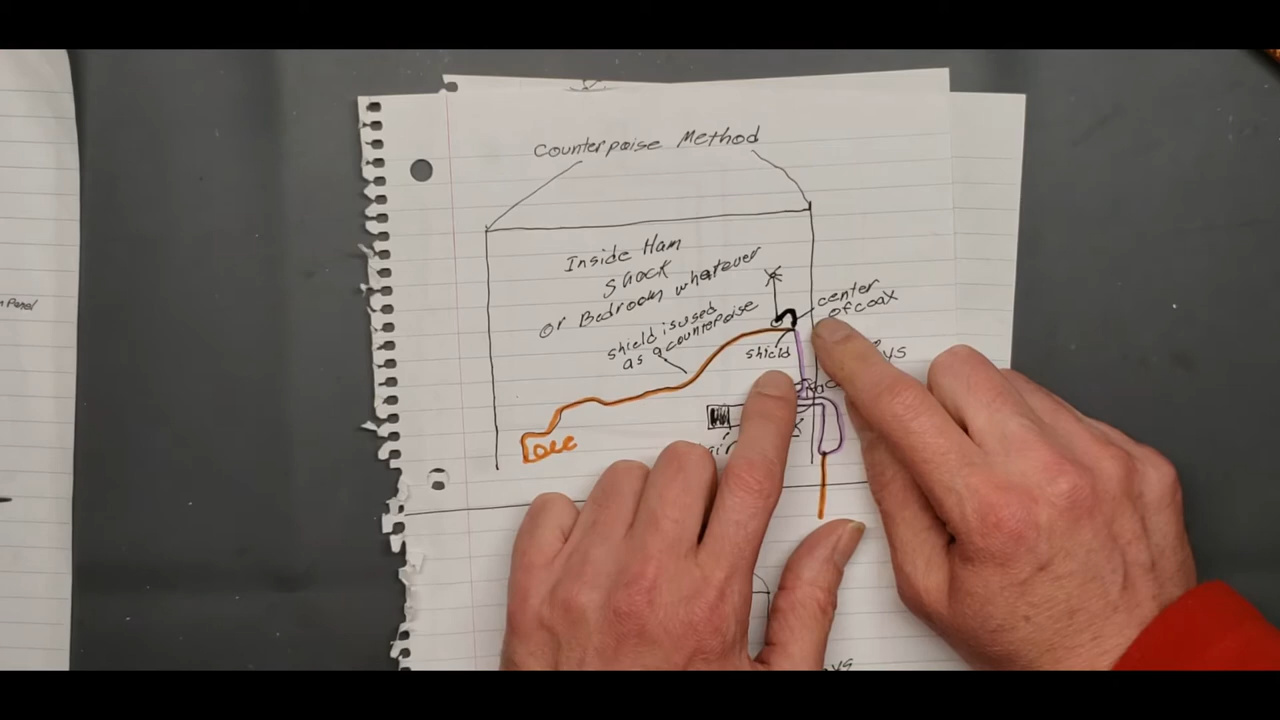 Counterpoise Method
Inside Ham
Shack
or Bedroom whatever
shield is used
as a counterpoise
center
of coax
shield